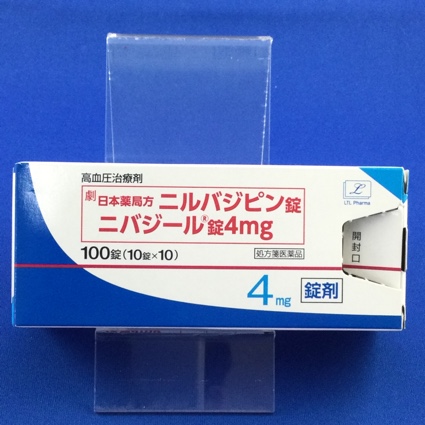 高血圧治療剤
劇 日本薬局方 ニルバジピン錠
ニバジール®錠4mg
100錠(10錠×10)
処方箋医薬品
4mg
錠剤
L
LTL Pharma
開封口